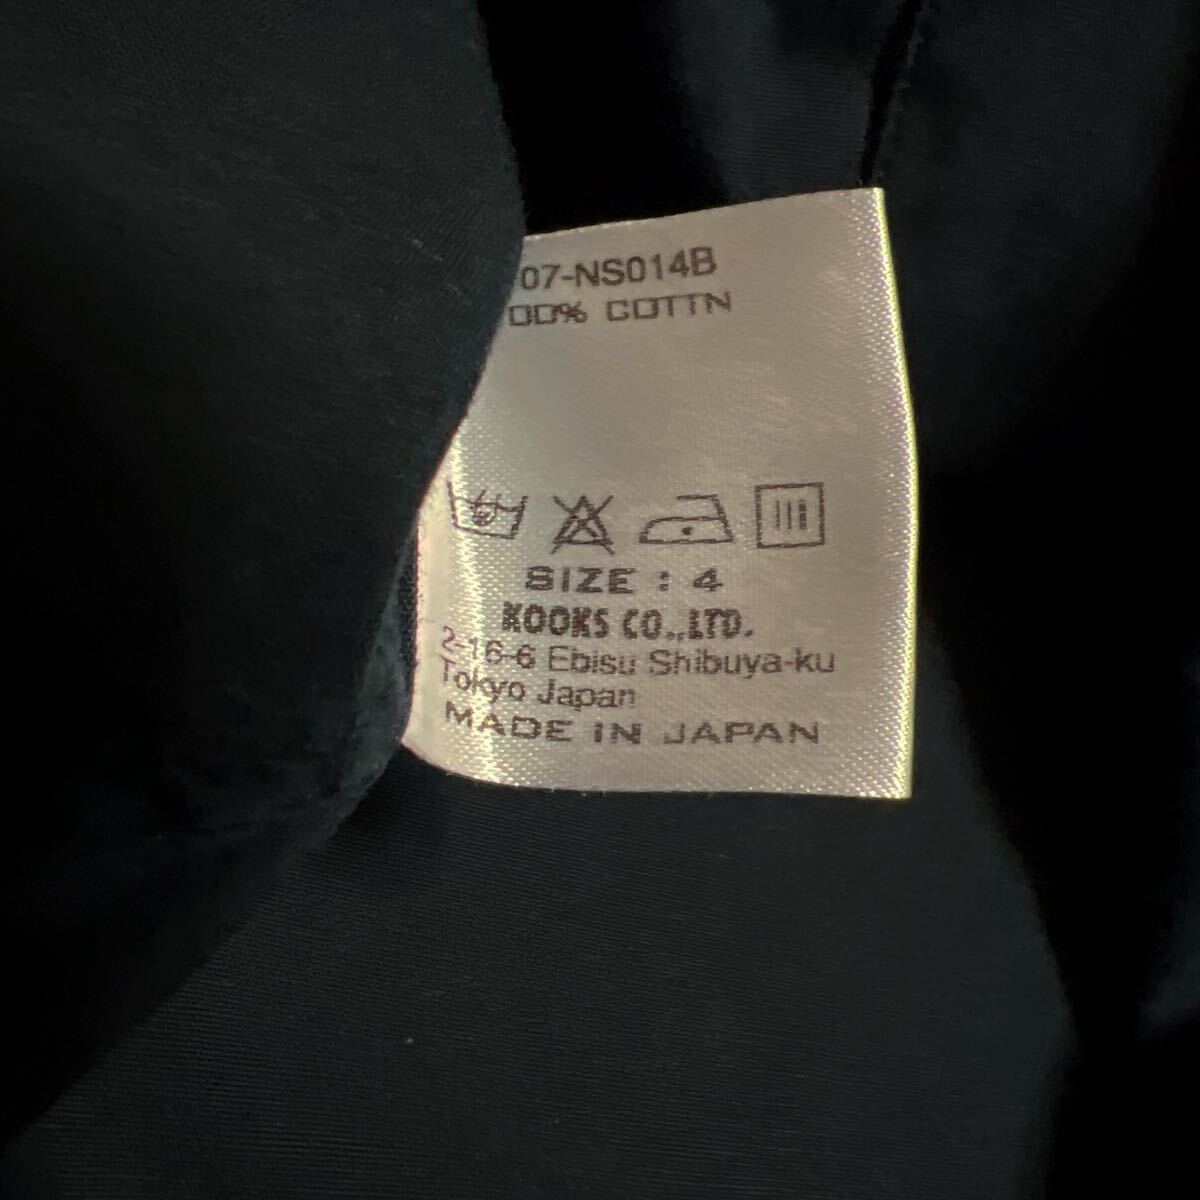 07-NS014B
00% COTTN
SIZE : 4
KOOKS CO.,LTD.
2-16-6 Ebisu Shibuya-ku
Tokyo Japan
MADE IN JAPAN